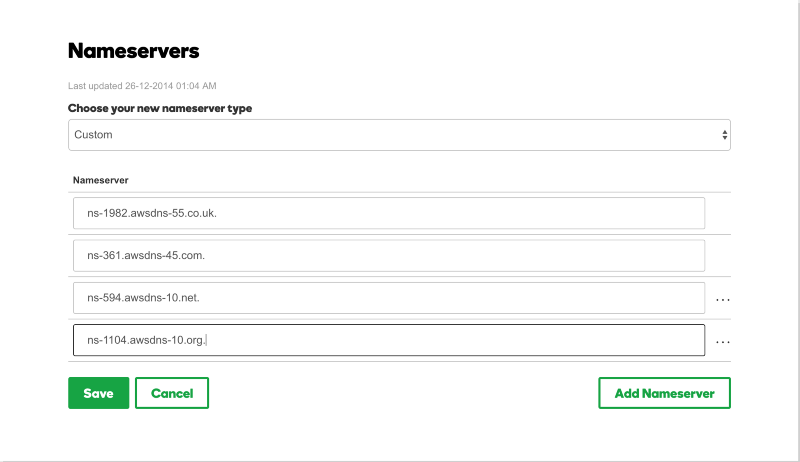 Nameservers
Last updated 26-12-2014 01:04 AM
Choose your new nameserver type
Custom
Nameserver
ns-1982.awsdns-55.co.uk.
ns-361.awsdns-45.com.
ns-594.awsdns-10.net.
...
ns-1104.awsdns-10.org.
...
Save Cancel Add Nameserver